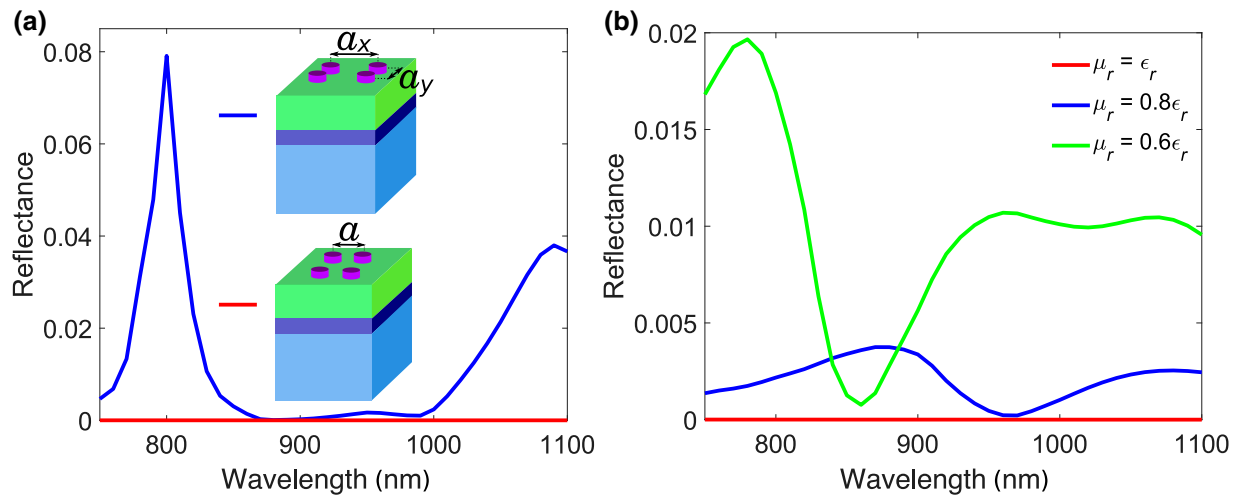 (a)
Reflectance
0.08
0.06
0.04
0.02
0
a_x
a_y
a
800
900
1000
1100
Wavelength (nm)
(b)
Reflectance
0.02
0.015
0.01
0.005
0
μ_r = ϵ_r
μ_r = 0.8ϵ_r
μ_r = 0.6ϵ_r
800
900
1000
1100
Wavelength (nm)